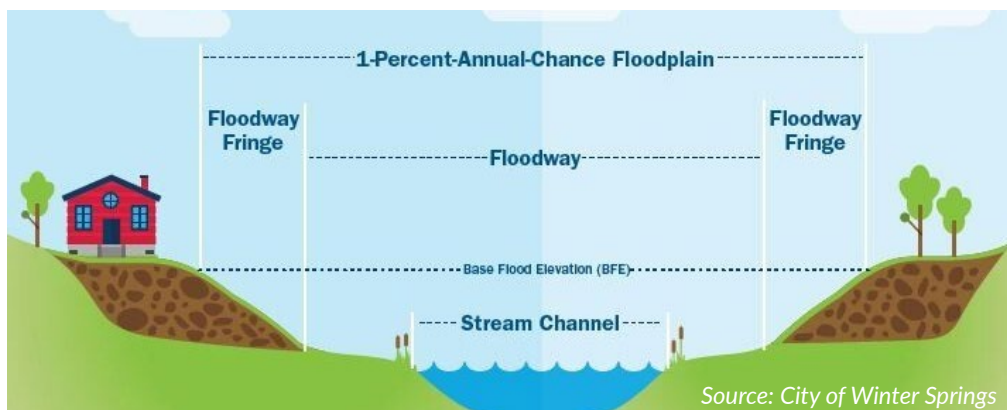 1-Percent-Annual-Chance Floodplain
Floodway
Fringe
Floodway
Fringe
Floodway
Base Flood Elevation (BFE)
Stream Channel
Source: City of Winter Springs